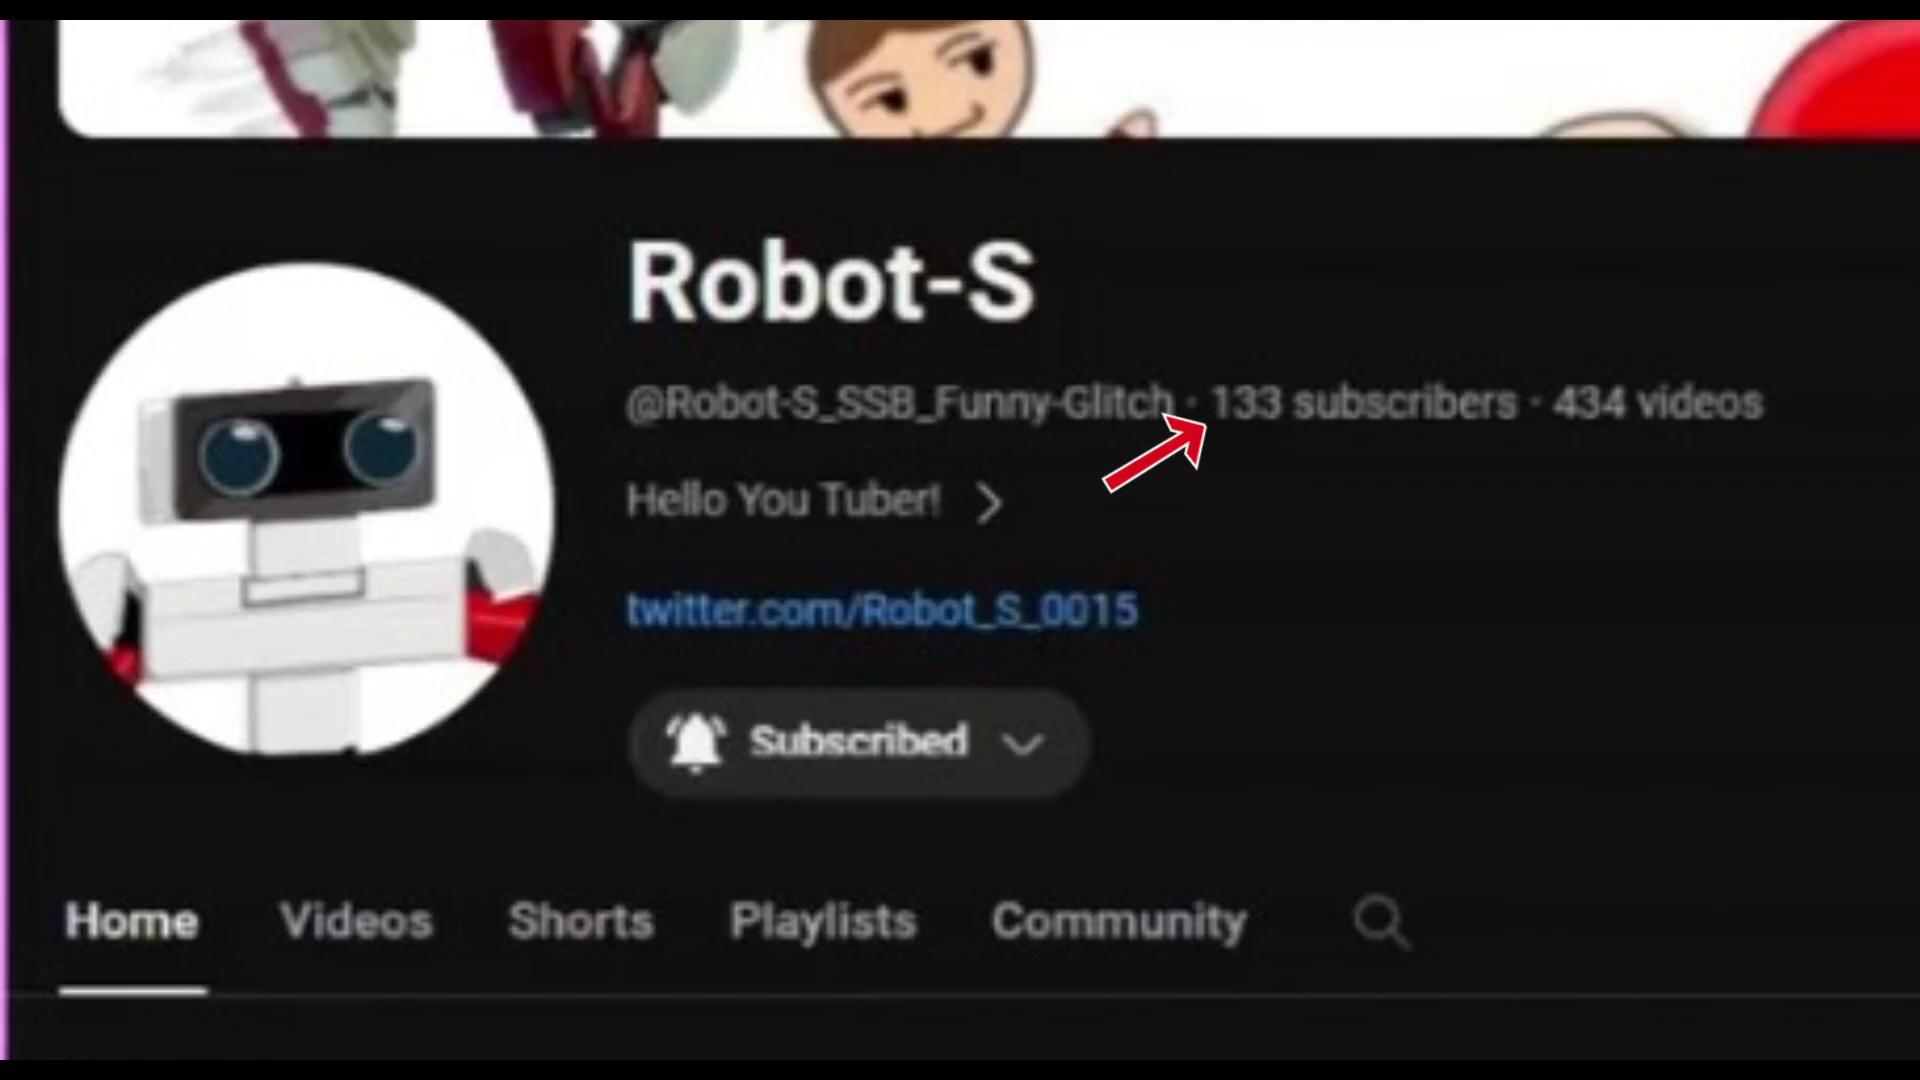 Robot-S
@Robot-S_SSB_Funny-Glitch · 133 subscribers · 434 videos
Hello You Tuber!
twitter.com/Robot_S_0015
Subscribed
Home Videos Shorts Playlists Community